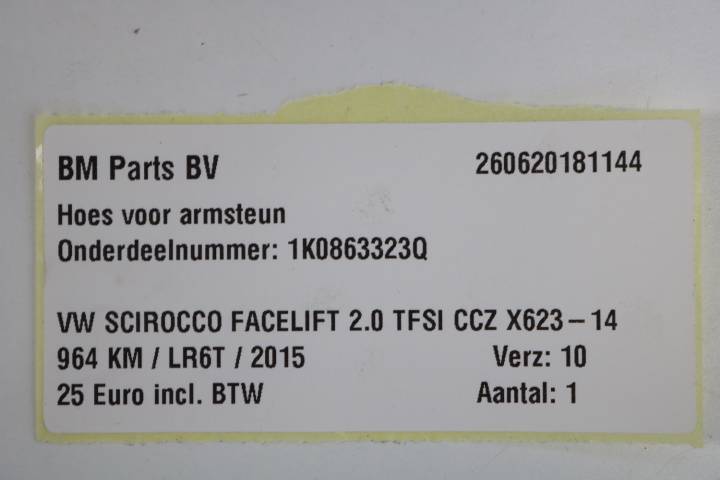 BM Parts BV 260620181144
Hoes voor armsteun
Onderdeelnummer: 1K0863323Q
VW SCIROCCO FACELIFT 2.0 TFSI CCZ X623-14
964 KM / LR6T / 2015 Verz: 10
25 Euro incl. BTW Aantal: 1